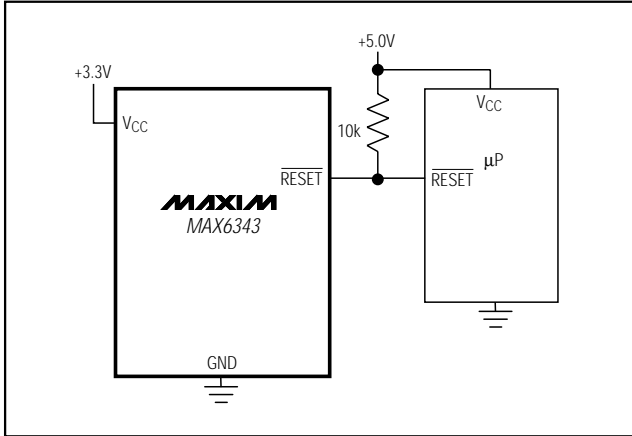 +5.0V
+3.3V
VCC
VCC
10k
RESET
RESET
µP
MAXIM
MAX6343
GND